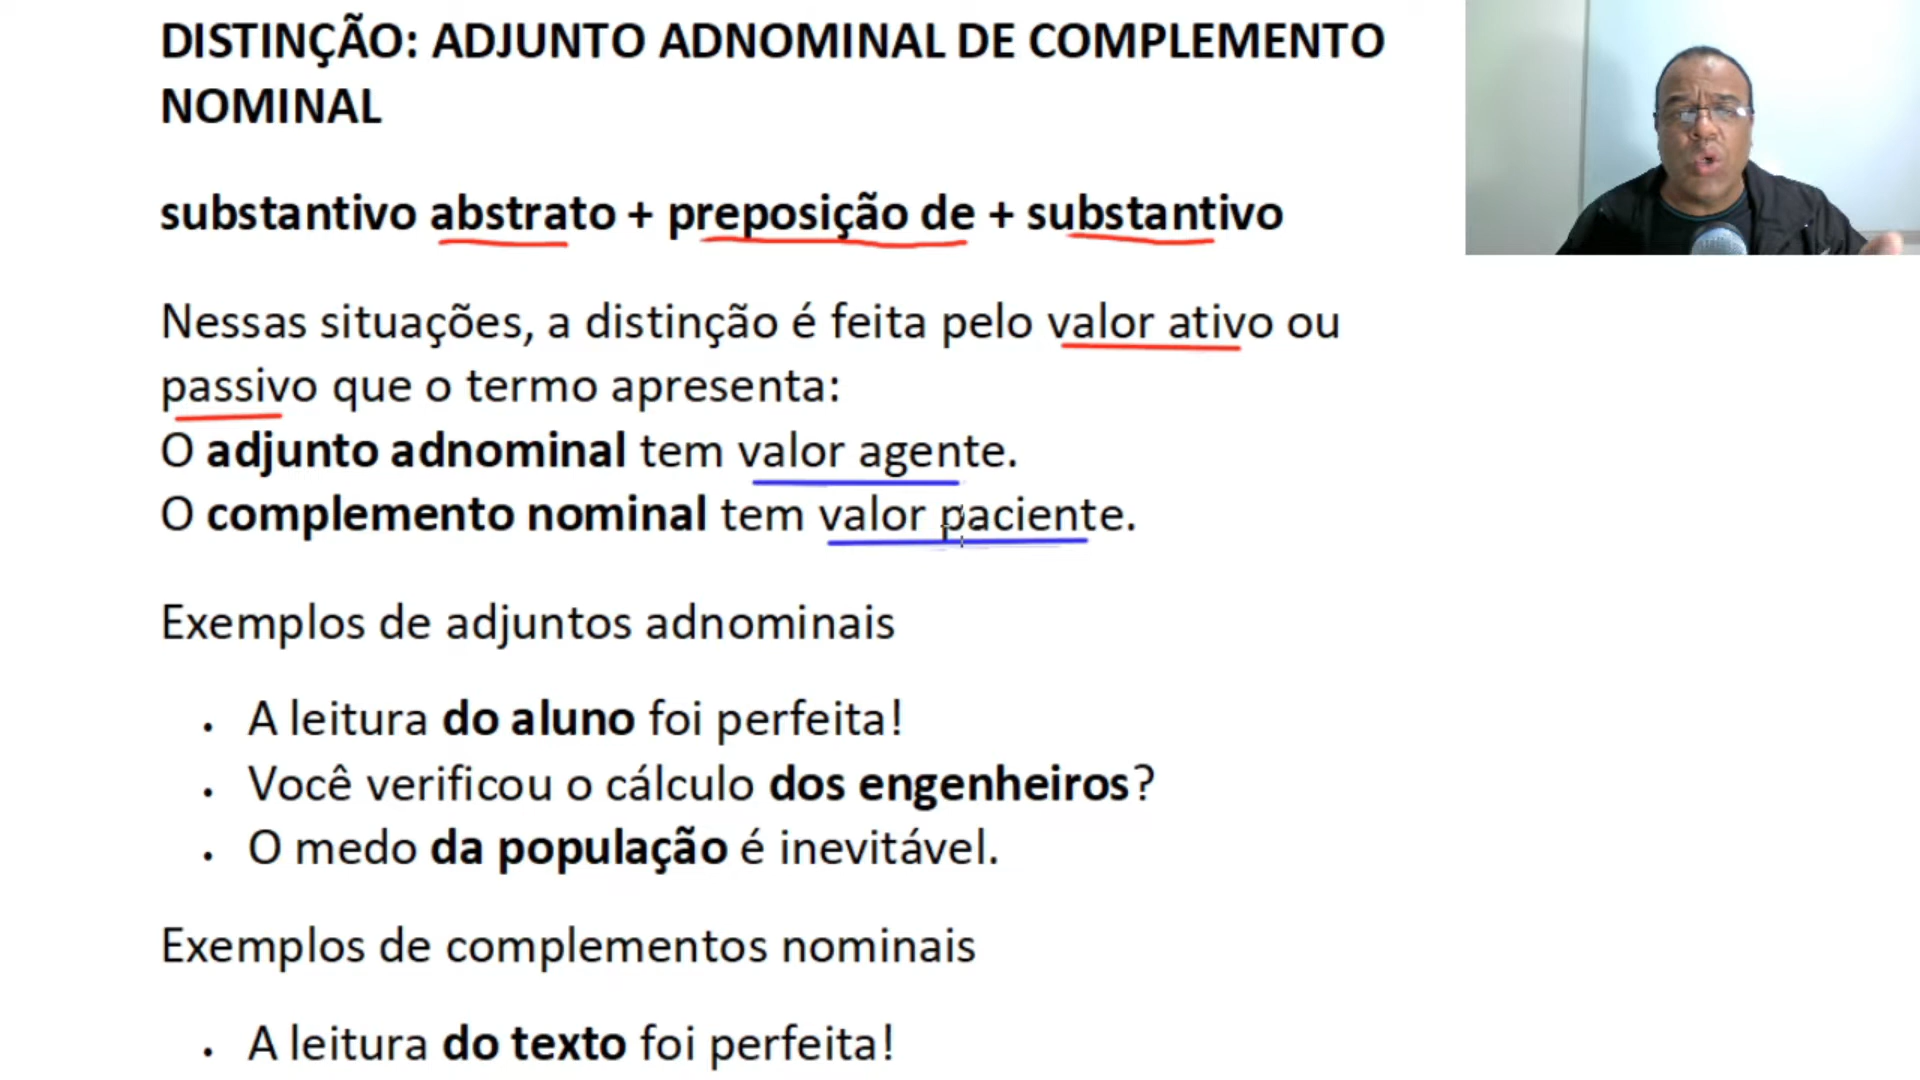 DISTINÇÃO: ADJUNTO ADNOMINAL DE COMPLEMENTO
NOMINAL
substantivo abstrato + preposição de + substantivo
Nessas situações, a distinção é feita pelo valor ativo ou
passivo que o termo apresenta:
O adjunto adnominal tem valor agente.
O complemento nominal tem valor paciente.
Exemplos de adjuntos adnominais
• A leitura do aluno foi perfeita!
• Você verificou o cálculo dos engenheiros?
• O medo da população é inevitável.
Exemplos de complementos nominais
• A leitura do texto foi perfeita!